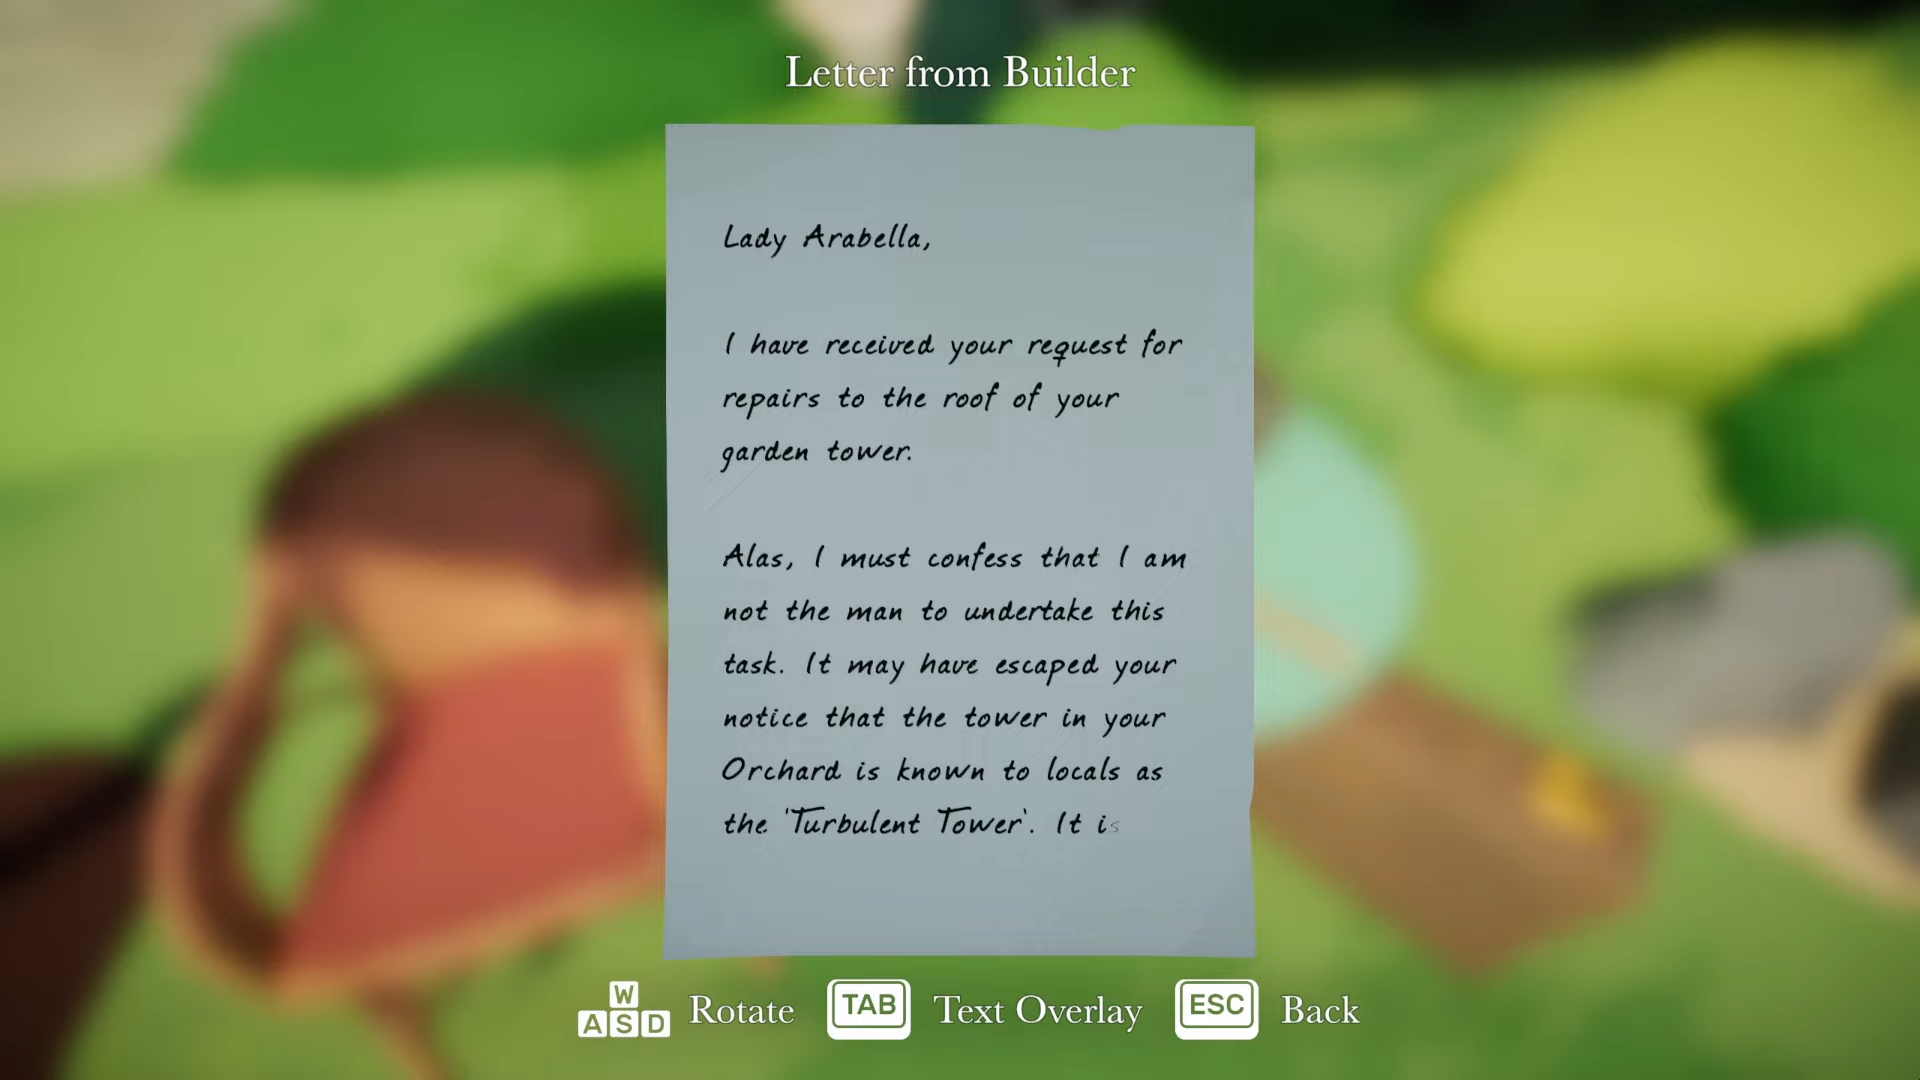 Letter from Builder
Lady Arabella,
I have received your request for
repairs to the roof of your
garden tower.
Alas, I must confess that I am
not the man to undertake this
task. It may have escaped your
notice that the tower in your
Orchard is known to locals as
the 'Turbulent Tower'. It is
W
A S D Rotate TAB Text Overlay ESC Back